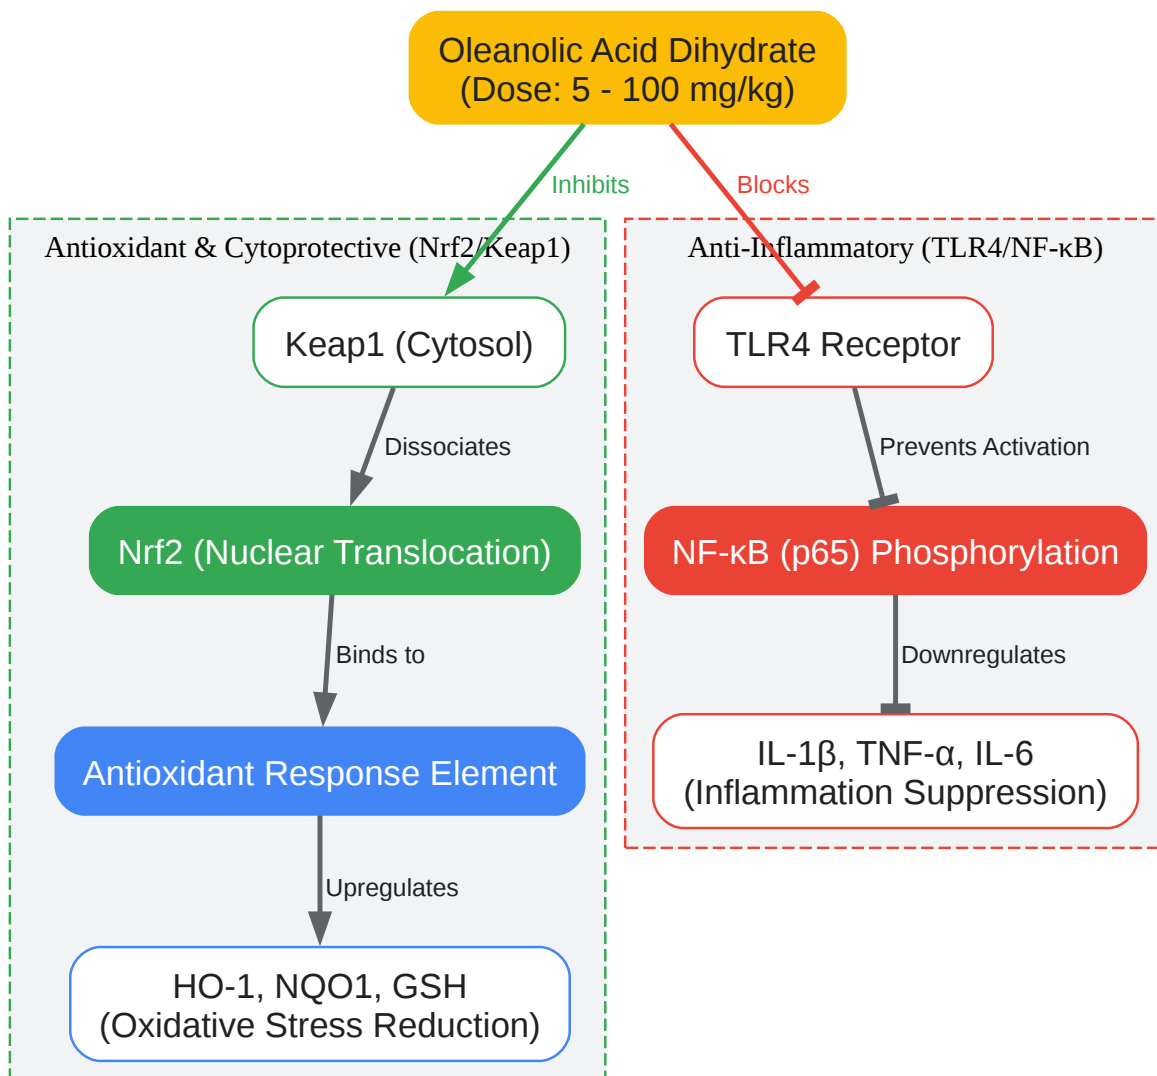 Oleanolic Acid Dihydrate
(Dose: 5 - 100 mg/kg)
Inhibits
Blocks
Antioxidant & Cytoprotective (Nrf2/Keap1)
Anti-Inflammatory (TLR4/NF-κB)
Keap1 (Cytosol)
TLR4 Receptor
Dissociates
Prevents Activation
Nrf2 (Nuclear Translocation)
NF-κB (p65) Phosphorylation
Binds to
Downregulates
Antioxidant Response Element
IL-1β, TNF-α, IL-6
(Inflammation Suppression)
Upregulates
HO-1, NQO1, GSH
(Oxidative Stress Reduction)